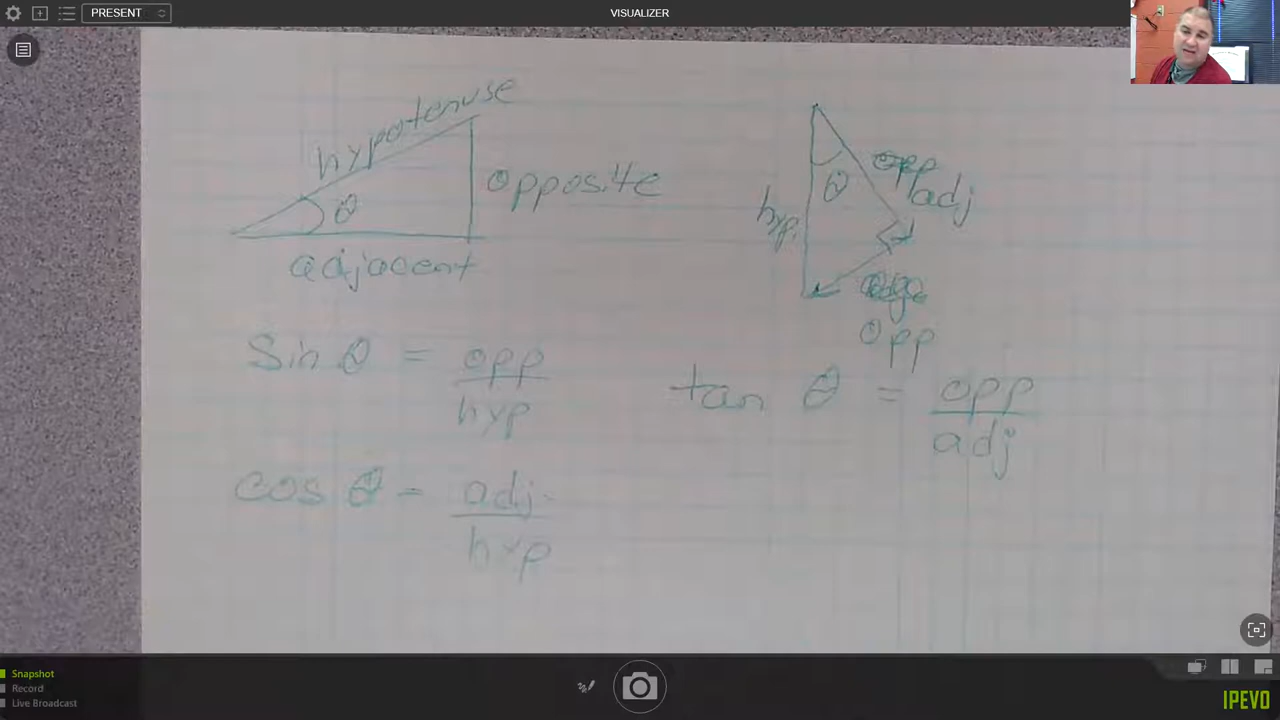 PRESENT
VISUALIZER
hypotenuse
opposite
θ
adjacent
opp
adj
θ
hyp.
opp
sin θ = opp
hyp
tan θ = opp
adj
cos θ = adj.
hyp
Snapshot
Record
Live Broadcast
IPEVO